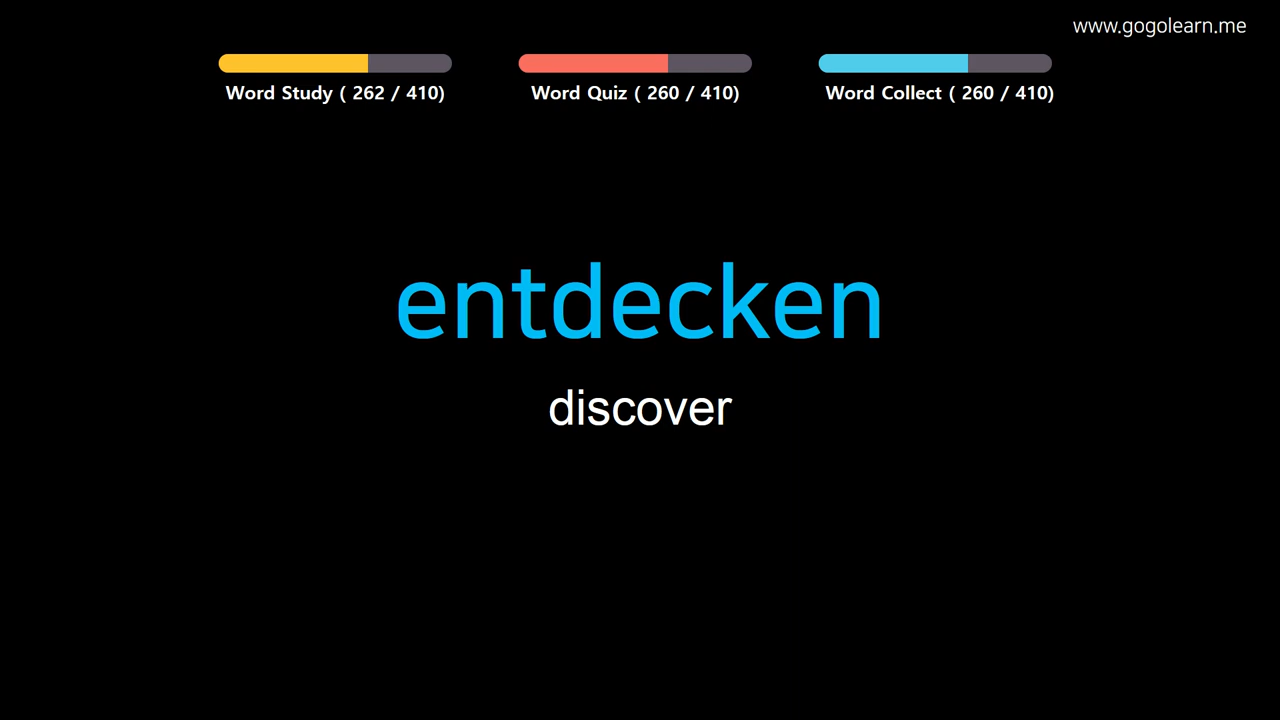 www.gogolearn.me
Word Study ( 262 / 410)
Word Quiz ( 260 / 410)
Word Collect ( 260 / 410)
entdecken
discover